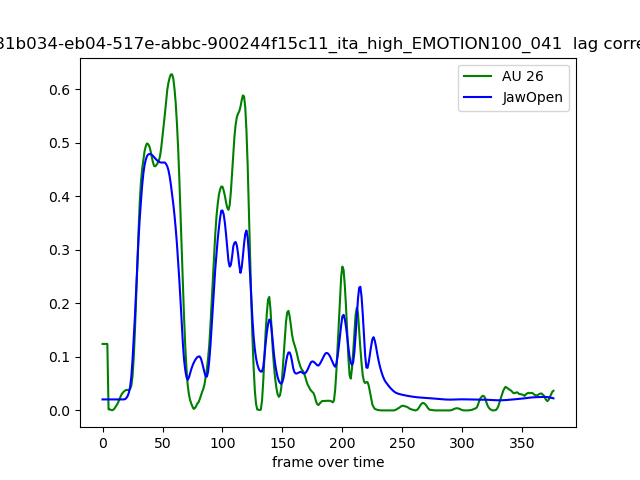 31b034-eb04-517e-abbc-900244f15c11_ita_high_EMOTION100_041 lag corre
AU 26
JawOpen
0.6
0.5
0.4
0.3
0.2
0.1
0.0
0 50 100 150 200 250 300 350
frame over time